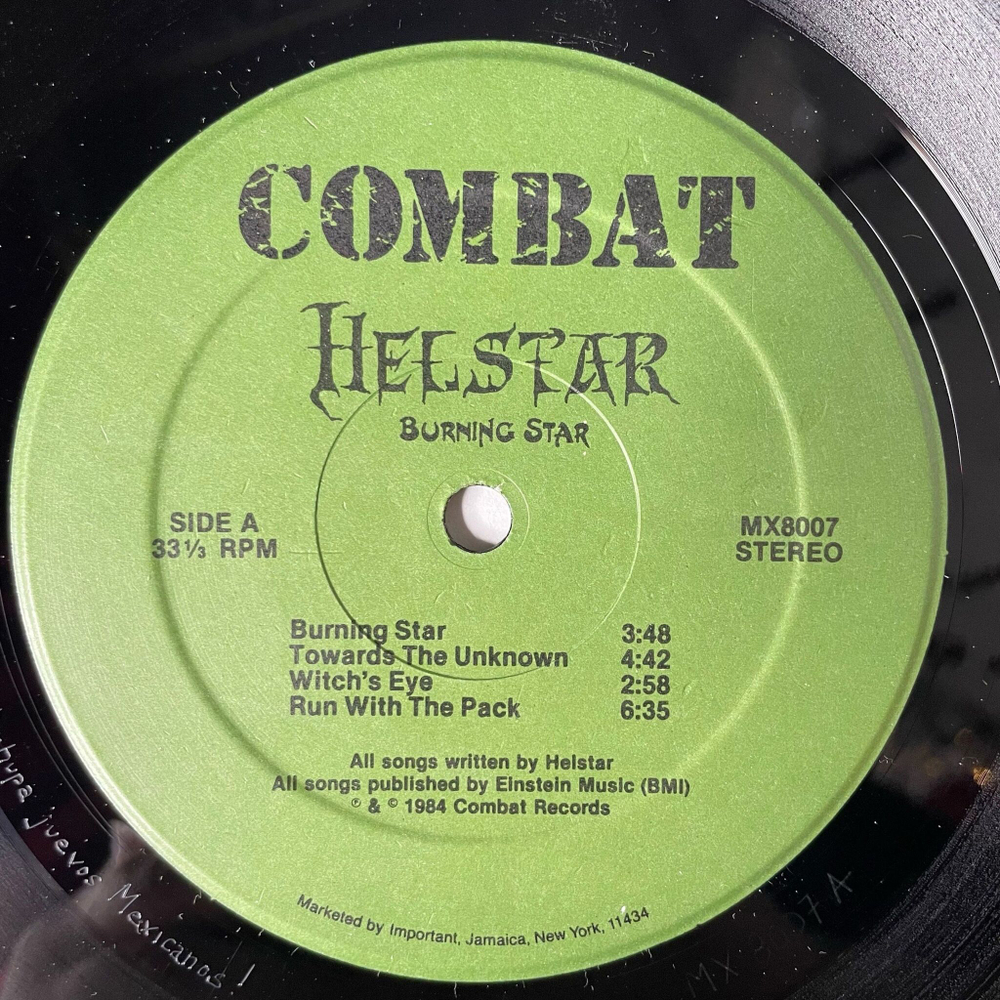 COMBAT
HELSTAR
BURNING STAR
SIDE A
33⅓ RPM
MX8007
STEREO
Burning Star 3:48
Towards The Unknown 4:42
Witch's Eye 2:58
Run With The Pack 6:35
All songs written by Helstar
All songs published by Einstein Music (BMI)
℗ & © 1984 Combat Records
Marketed by Important, Jamaica, New York, 11434
juevos Mexicanos!
MX